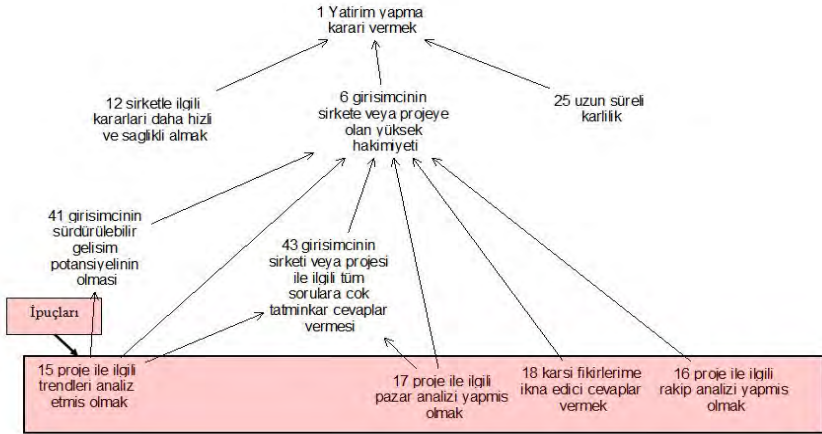 1 Yatirim yapma
karari vermek
12 sirketle ilgili
kararlari daha hizli
ve saglikli almak
6 girisimcinin
sirkete veya projeye
olan yüksek
hakimiyeti
25 uzun süreli
karlilik
41 girisimcinin
sürdürülebilir
gelisim
potansiyelinin
olmasi
43 girisimcinin
sirketi veya projesi
ile ilgili tüm
sorulara cok
tatminkar cevaplar
vermesi
İpuçları
15 proje ile ilgili
trendleri analiz
etmis olmak
17 proje ile ilgili
pazar analizi yapmis
olmak
18 karsi fikirlerime
ikna edici cevaplar
vermek
16 proje ile ilgili
rakip analizi yapmis
olmak